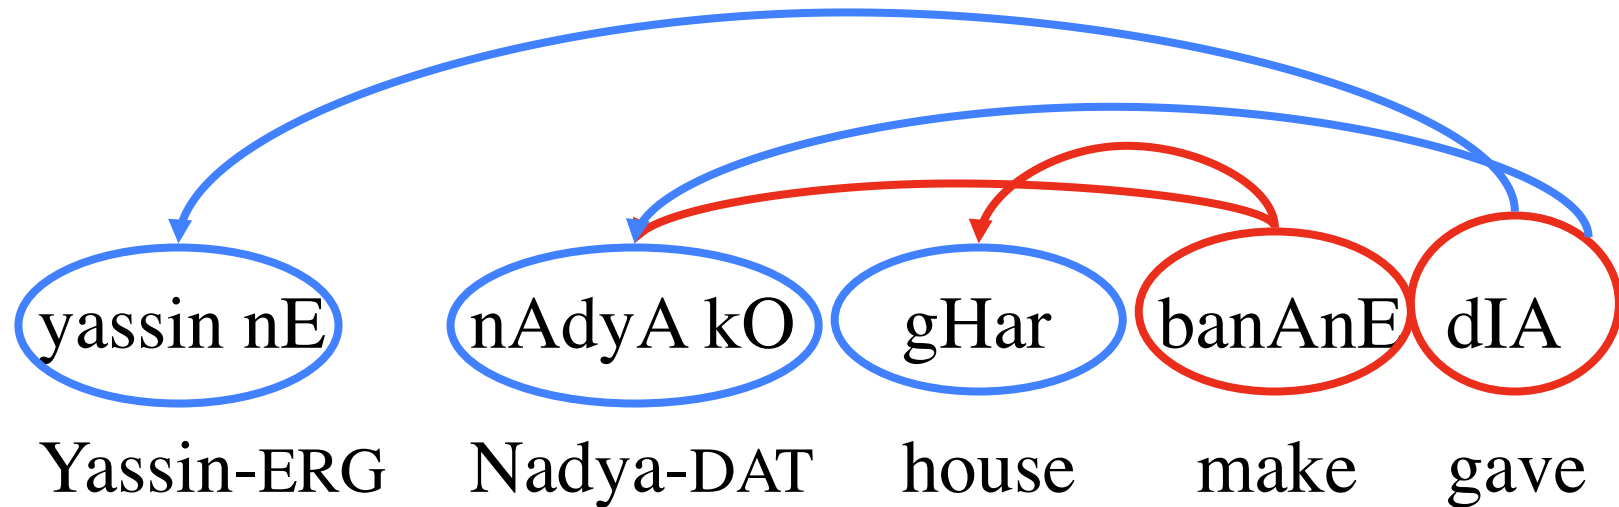 yassin nE nAdyA kO gHar banAnE dIA
Yassin-ERG Nadya-DAT house make gave